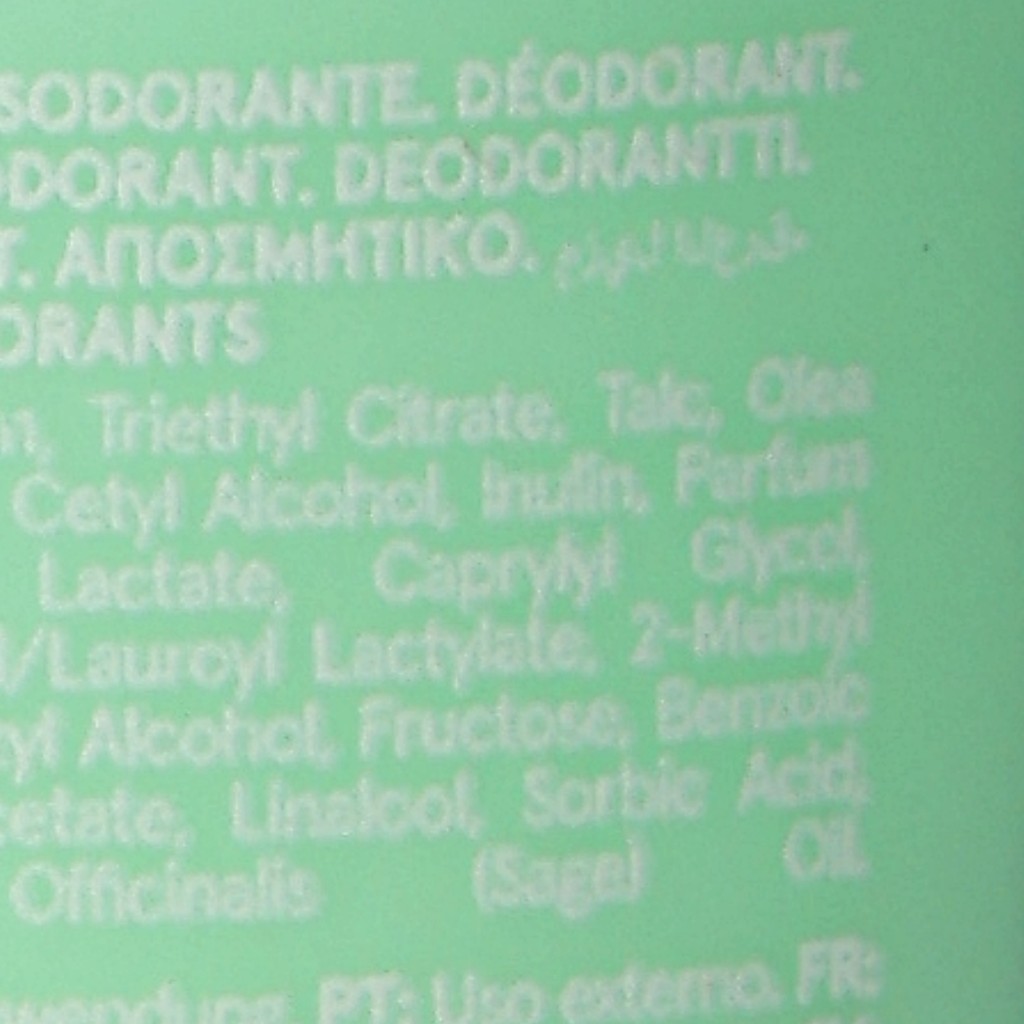 SODORANTE. DÉODORANT.
DORANT. DEODORANTTI.
T. ΑΠΟΣΜΗΤΙΚΟ.
ORANTS
Triethyl Citrate, Talc, Olea
Cetyl Alcohol, Inulin, Parfum
Lactate, Caprylyl Glycol,
/Lauroyl Lactylate, 2-Methyl
yl Alcohol, Fructose, Benzoic
cetate, Linalool, Sorbic Acid,
Officinalis (Sage) Oil.
PT: Uso externo. FR: